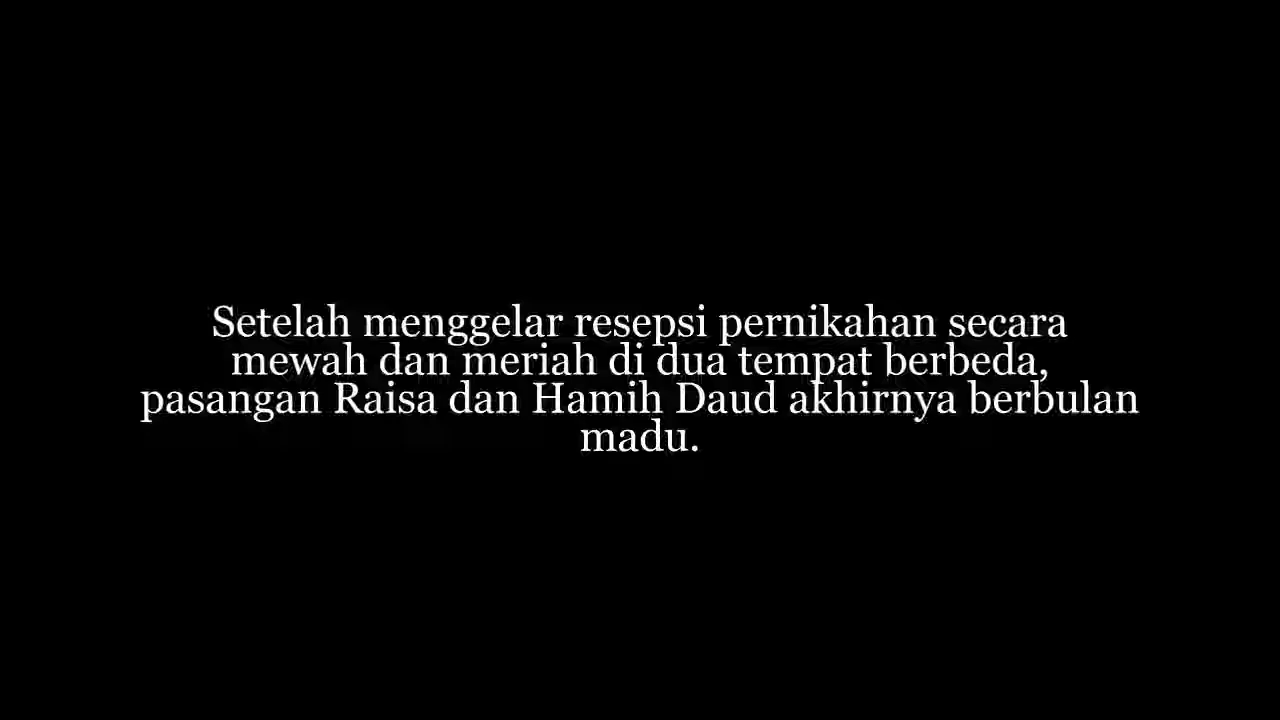 Setelah menggelar resepsi pernikahan secara
mewah dan meriah di dua tempat berbeda,
pasangan Raisa dan Hamih Daud akhirnya berbulan
madu.